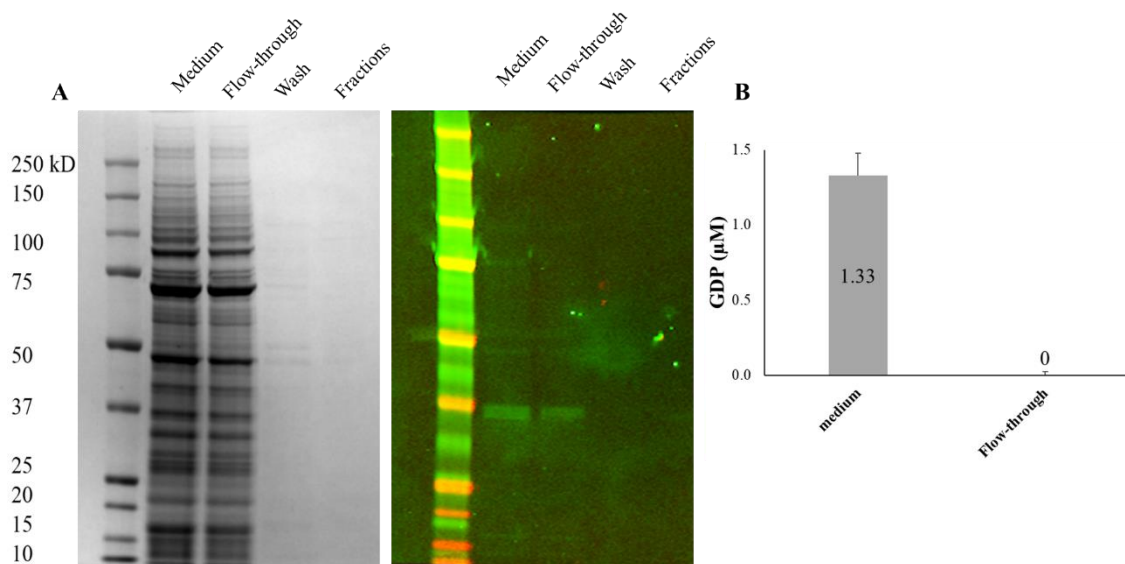 A
Medium
Flow-through
Wash
Fractions
250 kD
150
100
75
50
37
25
20
15
10
Medium
Flow-through
Wash
Fractions
B
GDP (µM)
1.5
1.0
0.5
0.0
1.33
0
medium
Flow-through